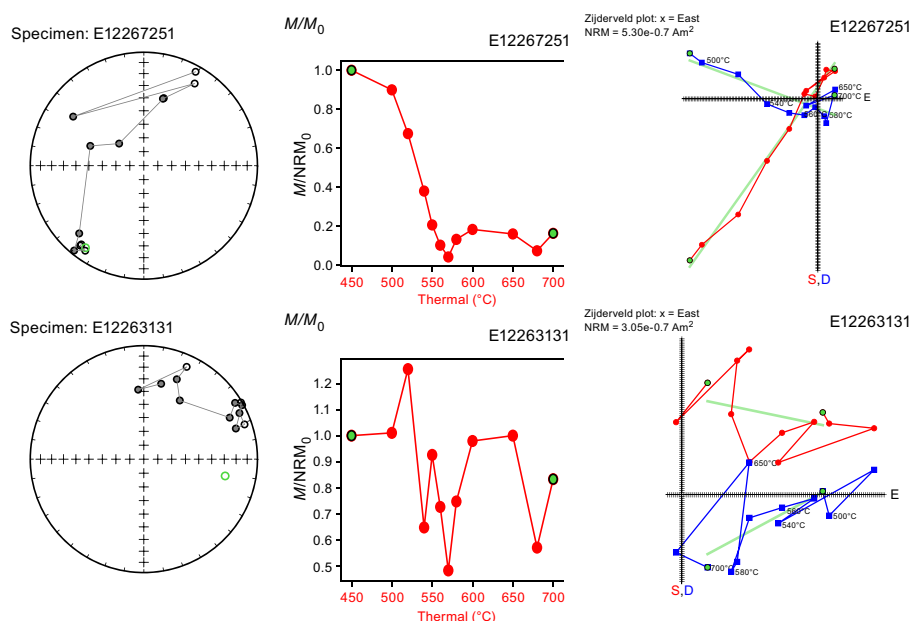 Specimen: E12267251
M/M0
E12267251
M/NRM0
1.0
0.8
0.6
0.4
0.2
0.0
450 500 550 600 650 700
Thermal (°C)
Zijderveld plot: x = East
NRM = 5.30e-0.7 Am2
E12267251
500°C
540°C
560°C
580°C
650°C
700°C
E
S,D
Specimen: E12263131
M/M0
E12263131
M/NRM0
1.2
1.1
1.0
0.9
0.8
0.7
0.6
0.5
450 500 550 600 650 700
Thermal (°C)
Zijderveld plot: x = East
NRM = 3.05e-0.7 Am2
E12263131
650°C
E
560°C
500°C
540°C
700°C
580°C
S,D